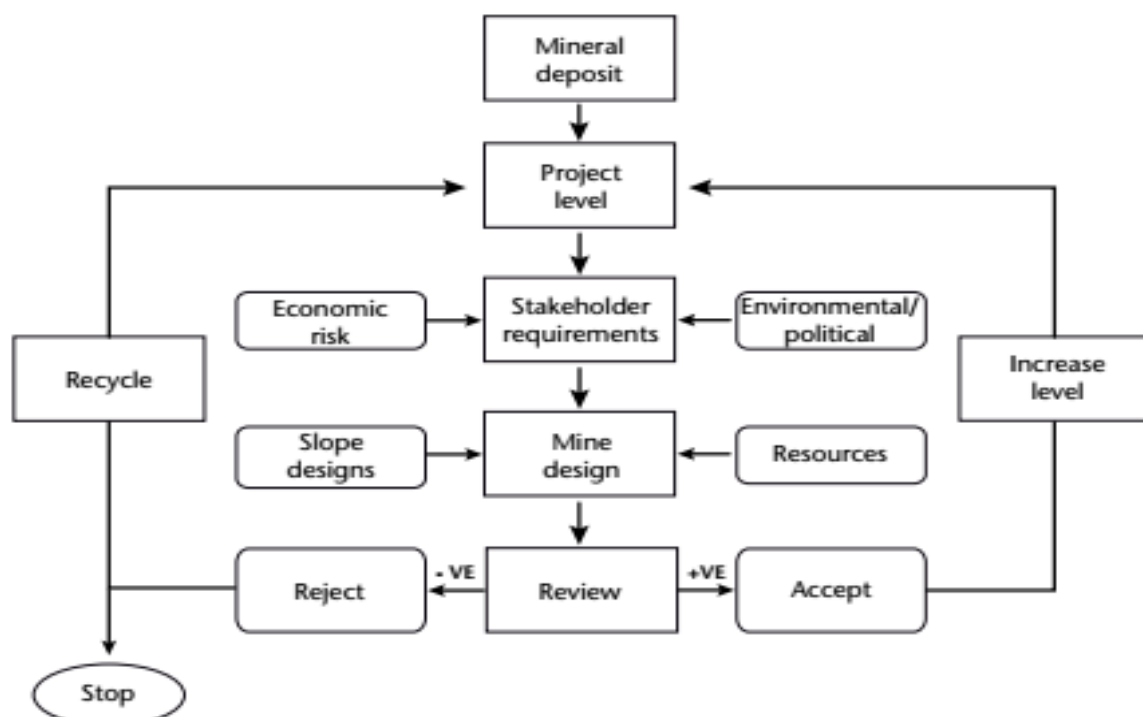 Mineral
deposit
Project
level
Economic
risk
Stakeholder
requirements
Environmental/
political
Recycle
Increase
level
Slope
designs
Mine
design
Resources
Reject
- VE
Review
+VE
Accept
Stop